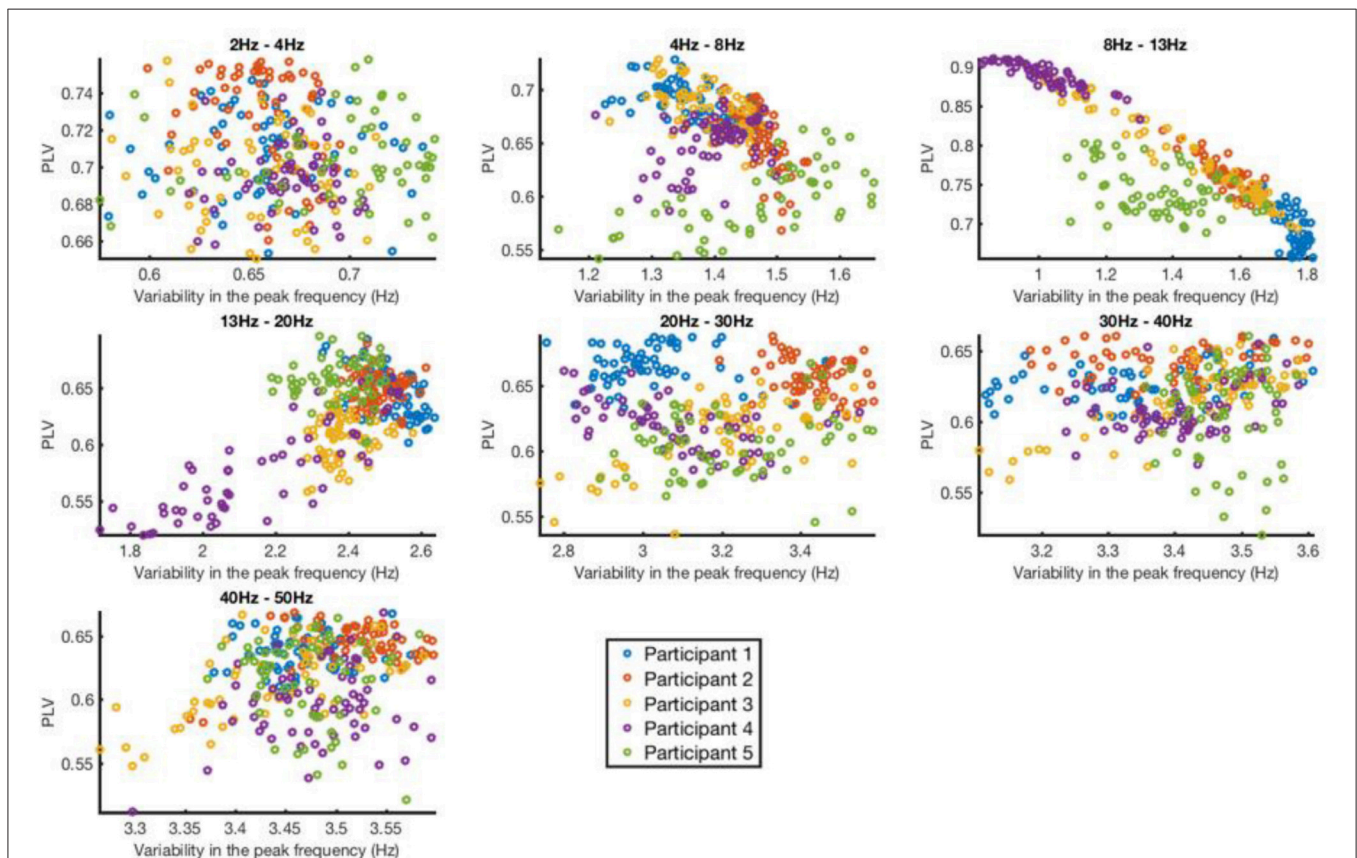 2Hz - 4Hz
PLV
0.74
0.72
0.7
0.68
0.66
0.6
0.65
0.7
Variability in the peak frequency (Hz)
4Hz - 8Hz
PLV
0.7
0.65
0.6
0.55
1.2
1.3
1.4
1.5
1.6
Variability in the peak frequency (Hz)
8Hz - 13Hz
PLV
0.9
0.85
0.8
0.75
0.7
1
1.2
1.4
1.6
1.8
Variability in the peak frequency (Hz)
13Hz - 20Hz
PLV
0.65
0.6
0.55
1.8
2
2.2
2.4
2.6
Variability in the peak frequency (Hz)
20Hz - 30Hz
PLV
0.65
0.6
0.55
2.8
3
3.2
3.4
Variability in the peak frequency (Hz)
30Hz - 40Hz
PLV
0.65
0.6
0.55
3.2
3.3
3.4
3.5
3.6
Variability in the peak frequency (Hz)
40Hz - 50Hz
PLV
0.65
0.6
0.55
3.3
3.35
3.4
3.45
3.5
3.55
Variability in the peak frequency (Hz)
Participant 1
Participant 2
Participant 3
Participant 4
Participant 5